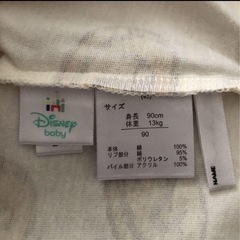 Disney
baby
サイズ
身長 90cm
体重 13kg
90
本体 綿 100%
リブ部分 綿 95%
ポリウレタン 5%
パイル部分 アクリル 100%
NAME